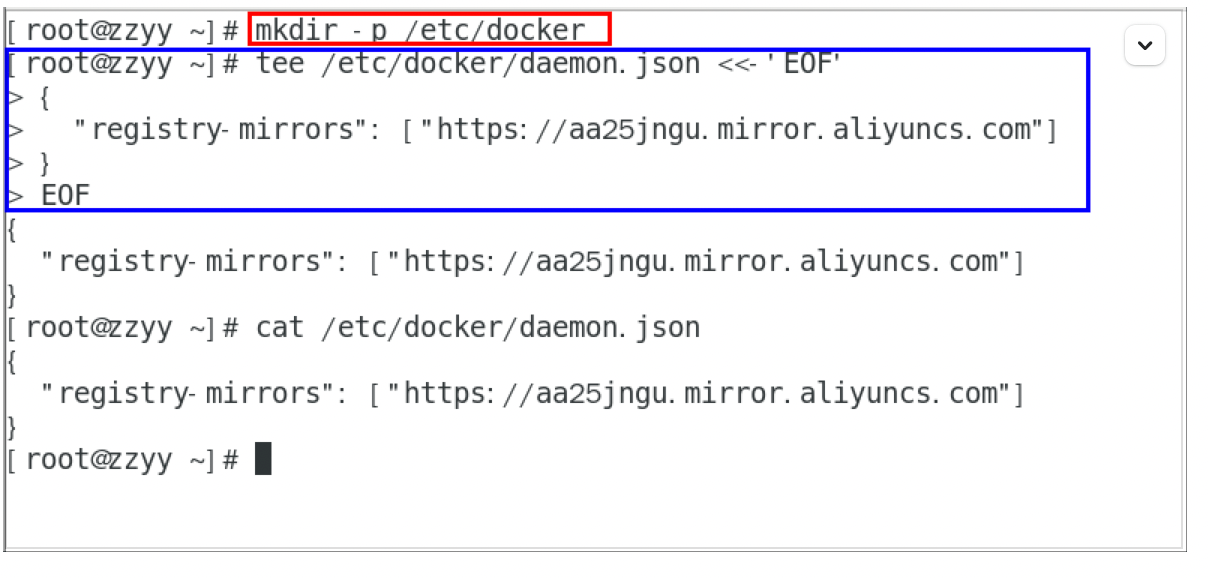 [root@zzyy ~]# mkdir -p /etc/docker
[root@zzyy ~]# tee /etc/docker/daemon.json <<-'EOF'
> {
>   "registry-mirrors": ["https://aa25jngu.mirror.aliyuncs.com"]
> }
> EOF
{
  "registry-mirrors": ["https://aa25jngu.mirror.aliyuncs.com"]
}
[root@zzyy ~]# cat /etc/docker/daemon.json
{
  "registry-mirrors": ["https://aa25jngu.mirror.aliyuncs.com"]
}
[root@zzyy ~]#